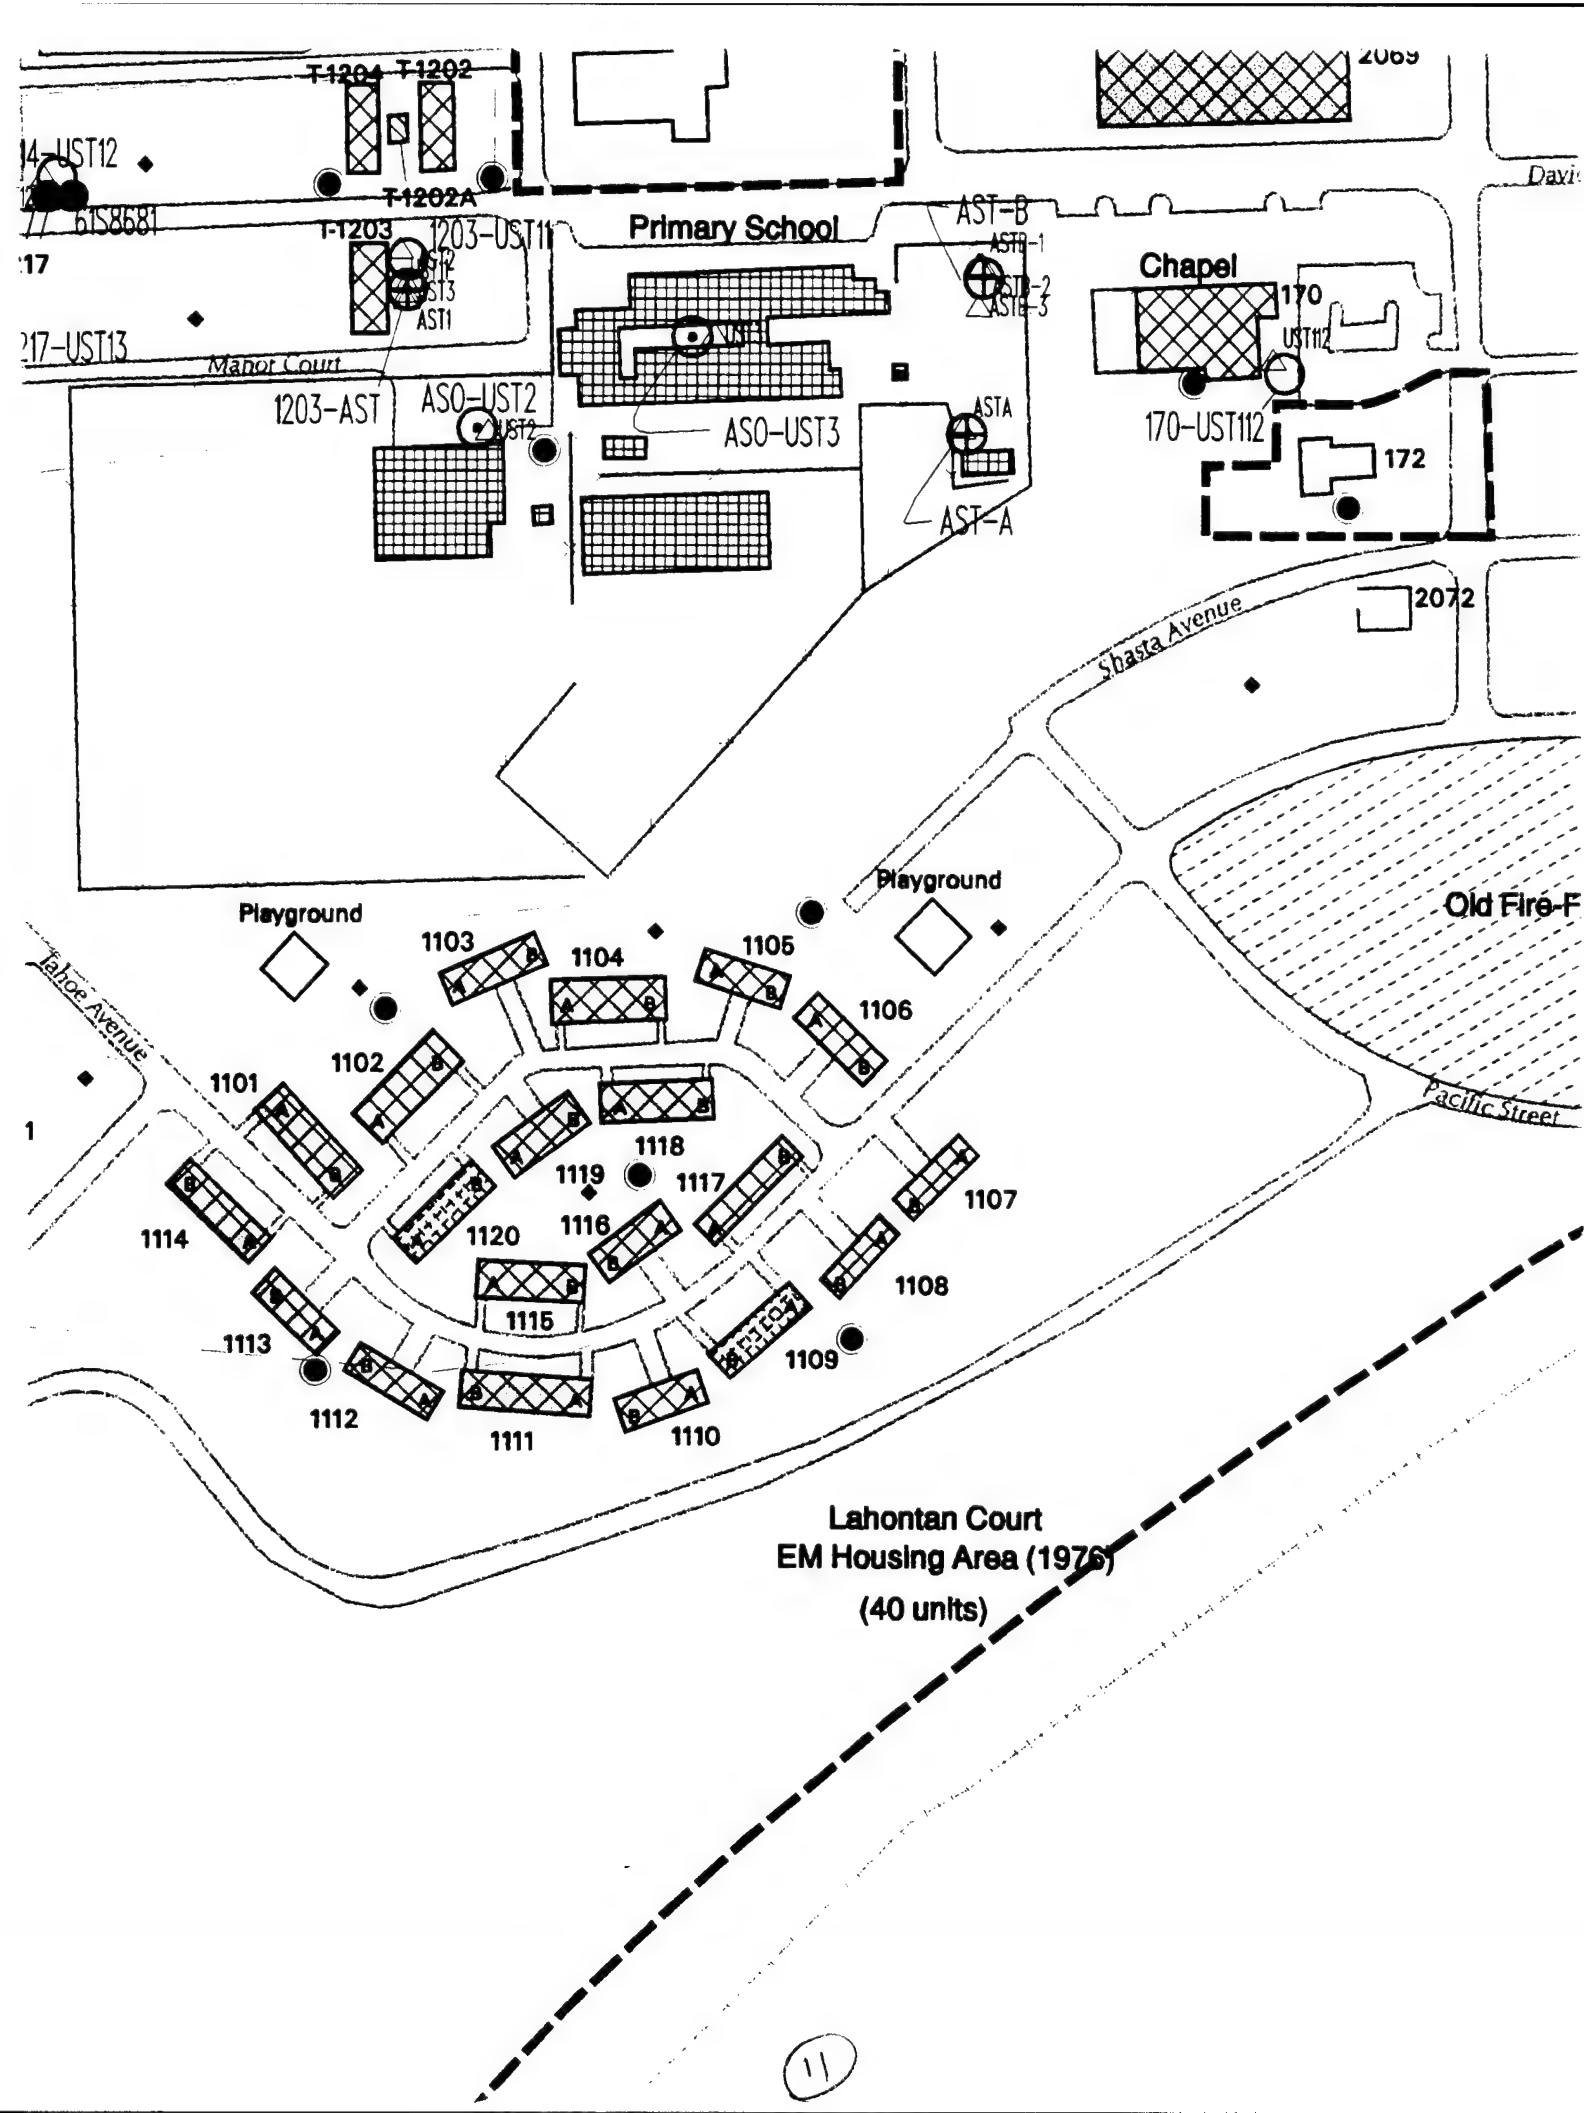 T-1204 T-1202
2069
14-UST12
T-1202A
Davi
61S8681
T-1203
1203-UST11
Primary School
AST-B
ASTB-1
ASTB-2
ASTB-3
17
UST2
AST3
AST1
Chapel
170
UST112
217-UST13
Manor Court
1203-AST
ASO-UST2
UST2
ASO-UST3
ASTA
170-UST112
172
AST-A
2072
Shasta Avenue
Playground
Playground
Old Fire-F
Tahoe Avenue
1103
A B
1104
A B
1105
A B
1106
A
B
1102
B
A
1101
A
B
1118
A B
1119
A B
1117
B
A
1107
A
B
Pacific Street
1
1114
B
A
1120
A B
1116
A
B
1108
A
B
1115
A B
1113
B
A
1109
A
B
1112
B A
1111
B A
1110
B A
Lahontan Court
EM Housing Area (1976)
(40 units)
11